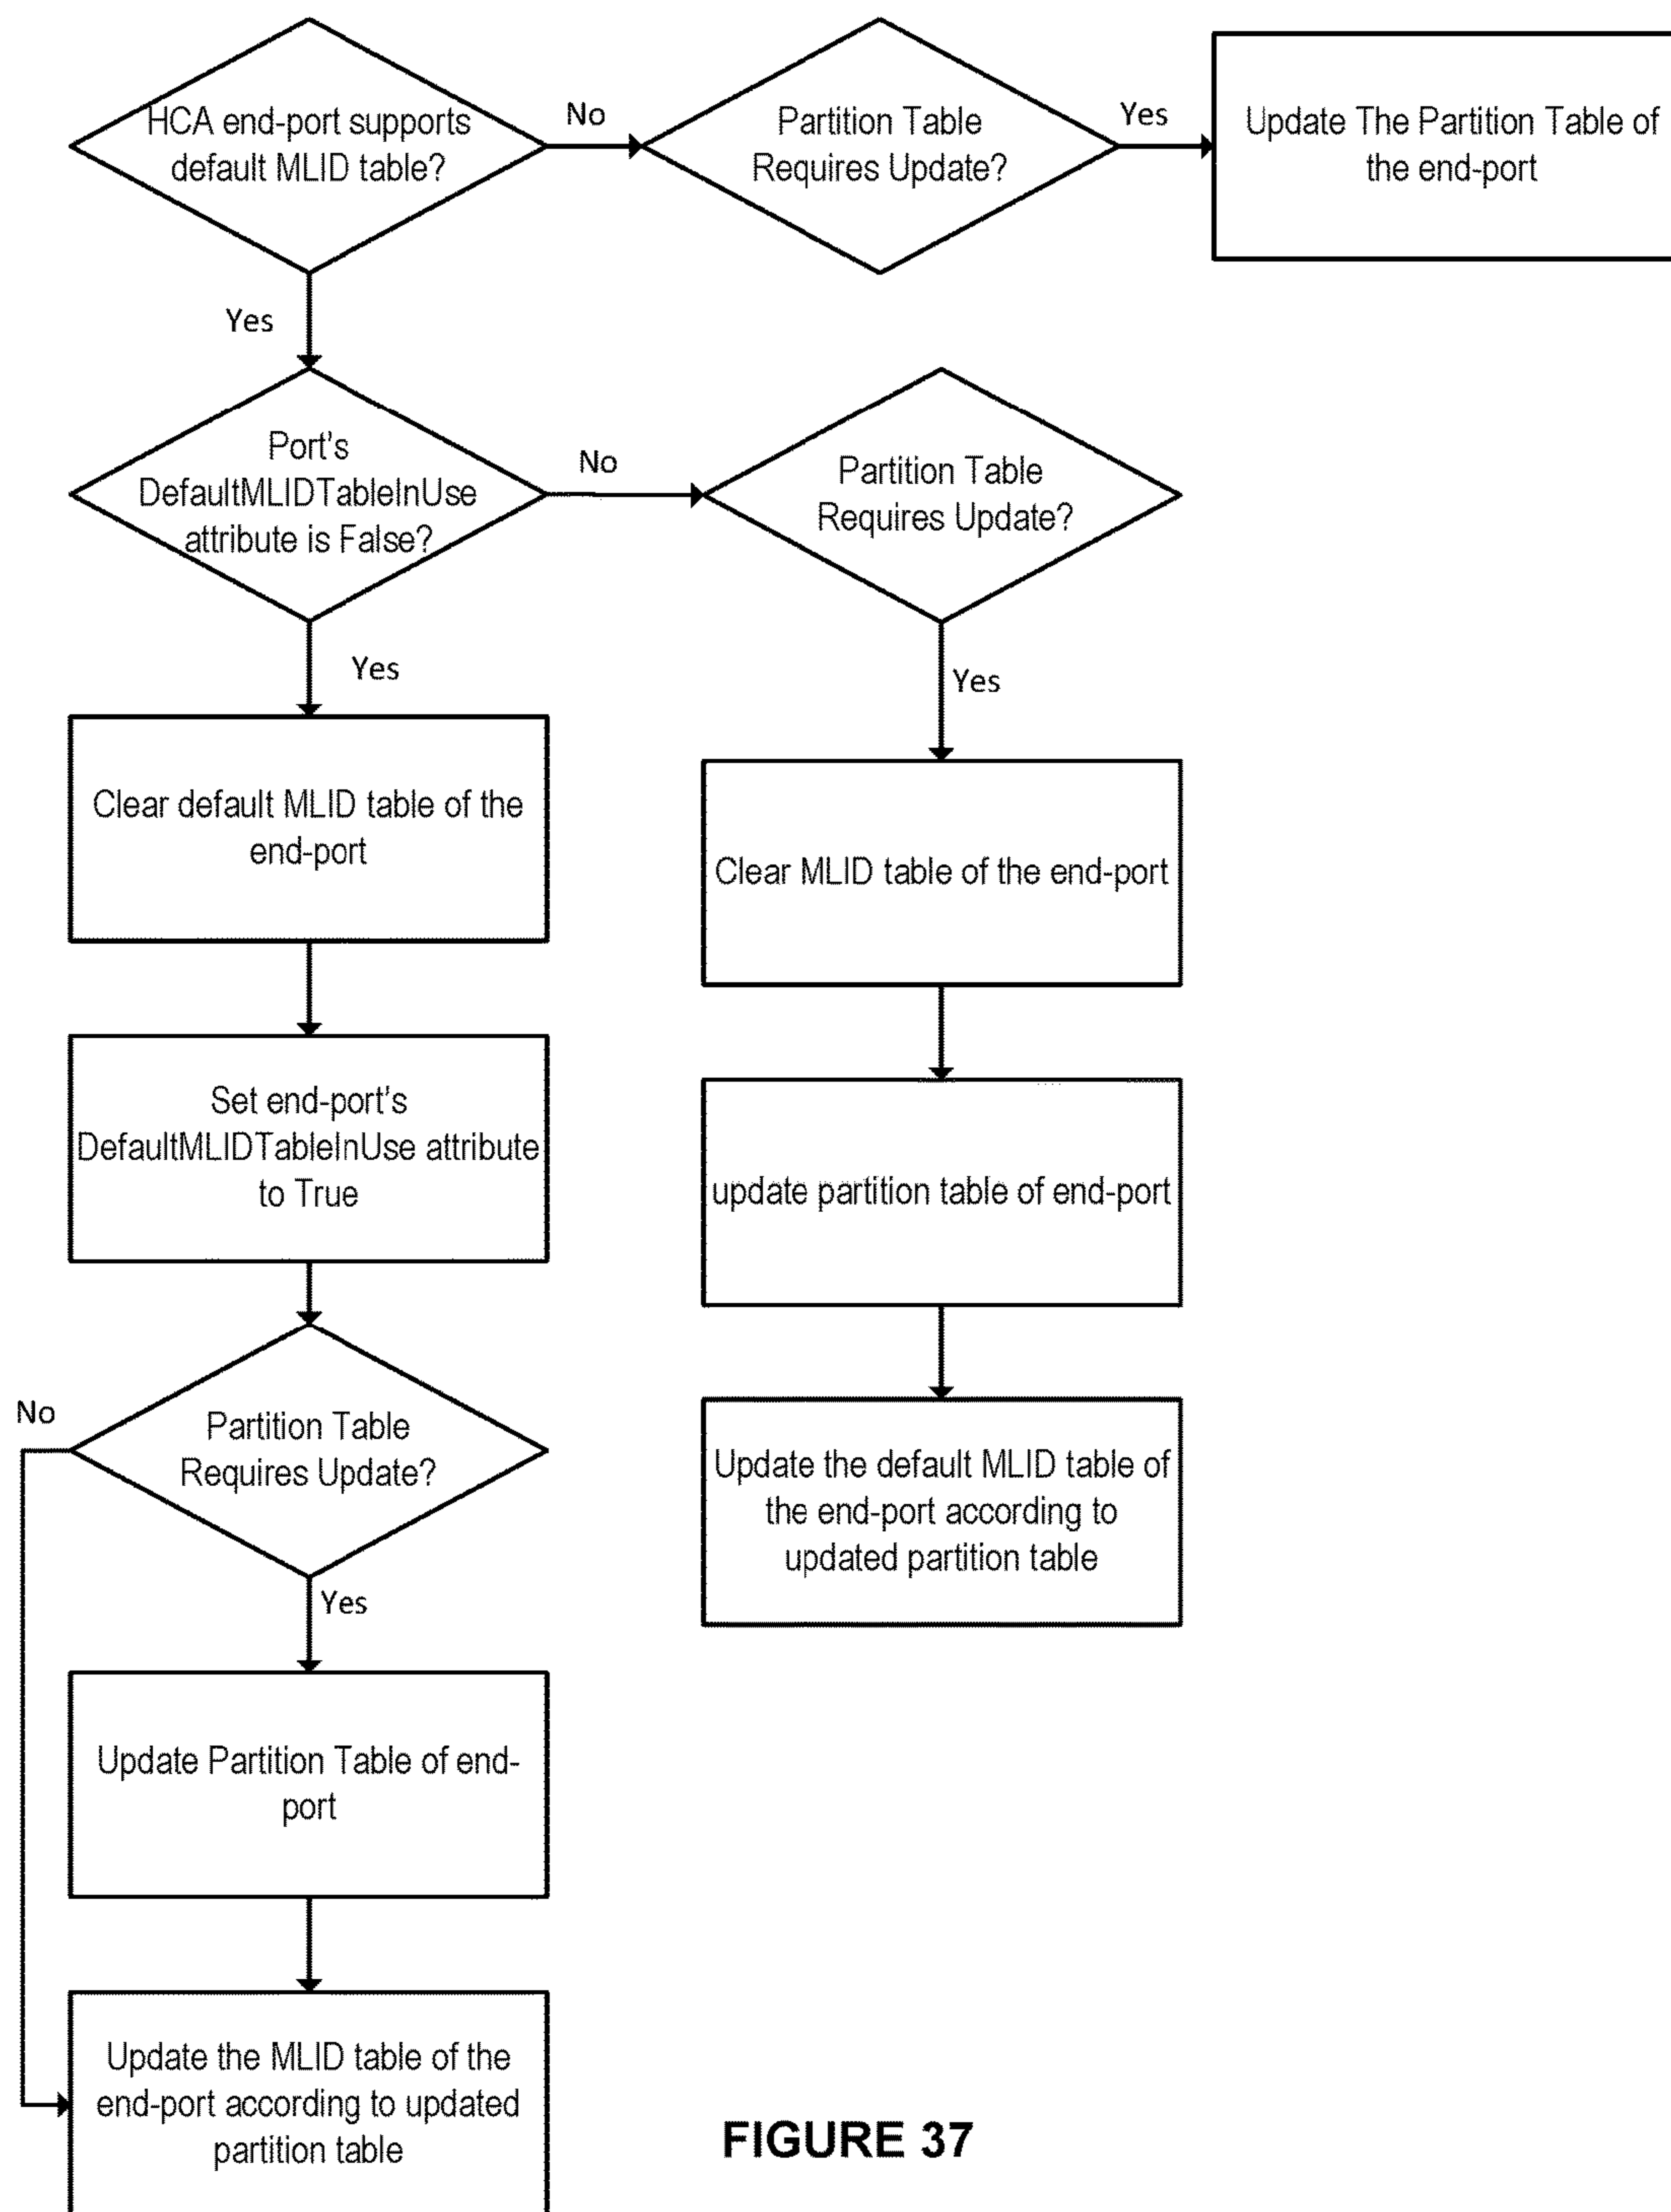 HCA end-port supports
default MLID table?
No
Partition Table
Requires Update?
Yes
Update The Partition Table of
the end-port
Yes
Port's
DefaultMLIDTableInUse
attribute is False?
No
Partition Table
Requires Update?
Yes
Yes
Clear default MLID table of the
end-port
Clear MLID table of the end-port
Set end-port's
DefaultMLIDTableInUse attribute
to True
update partition table of end-port
No
Partition Table
Requires Update?
Update the default MLID table of
the end-port according to
updated partition table
Yes
Update Partition Table of end-
port
Update the MLID table of the
end-port according to updated
partition table
FIGURE 37